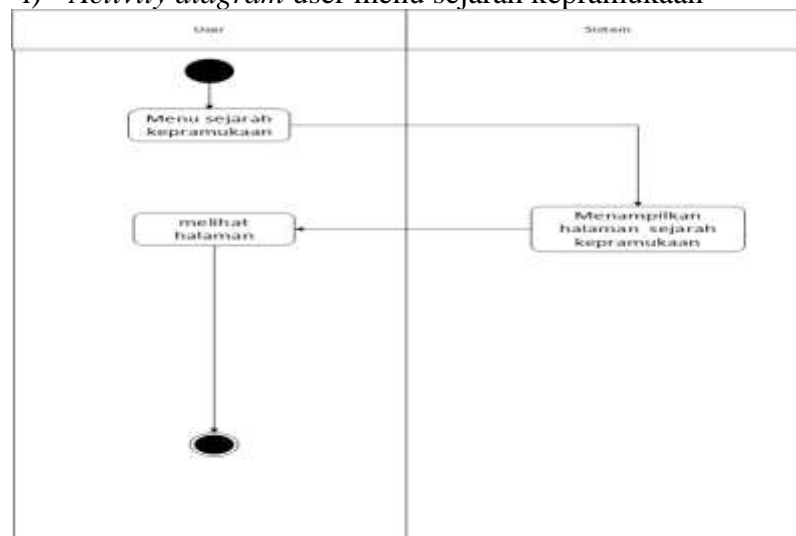 Activity diagram user menu sejarah kepramukaan
User
Sistem
Menu sejarah
kepramukaan
Menampilkan
halaman sejarah
kepramukaan
melihat
halaman